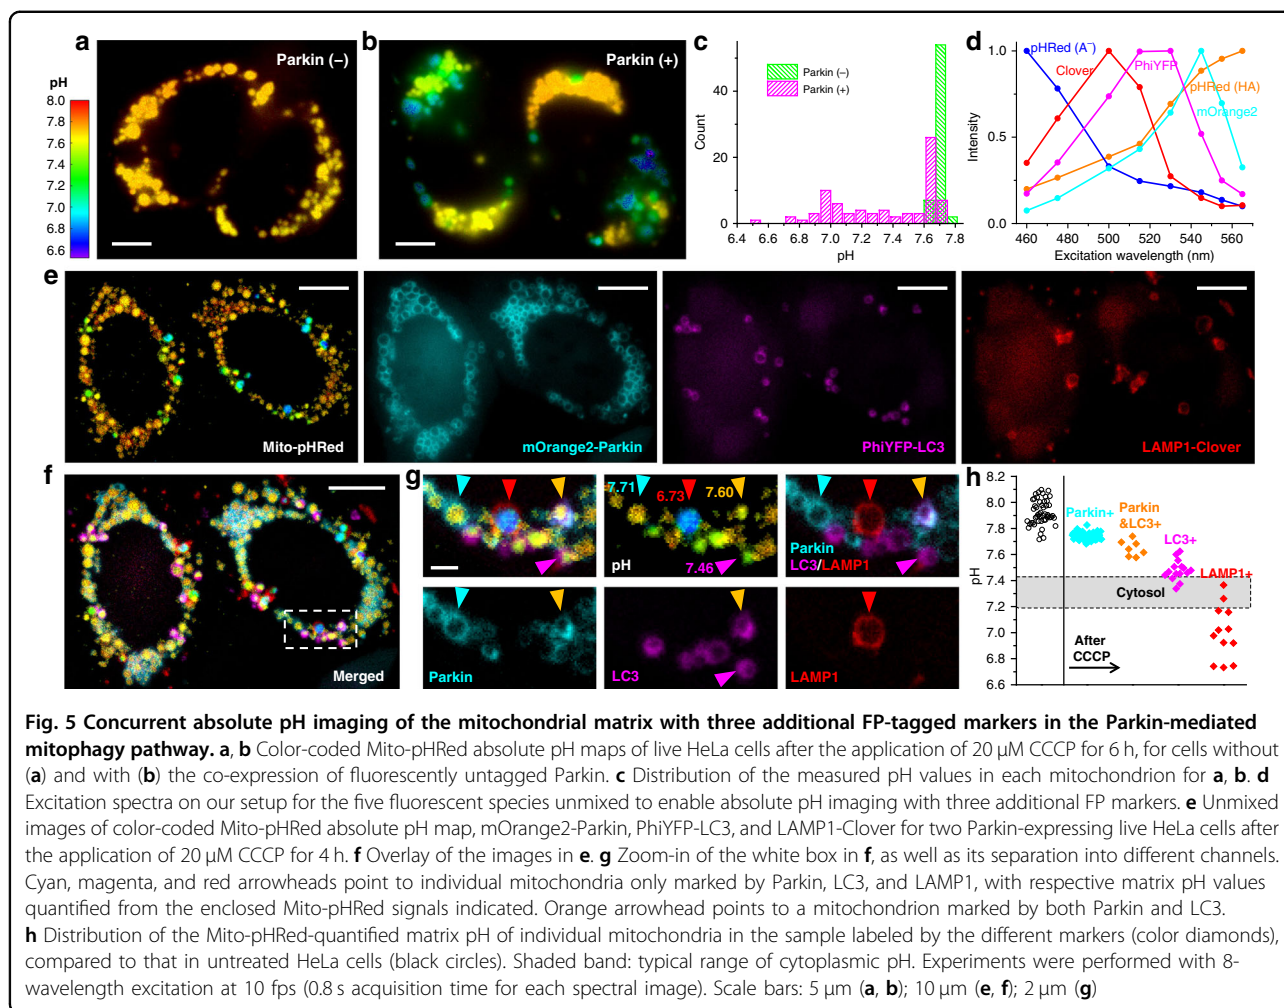 a
Parkin (–)
pH
8.0
7.8
7.6
7.4
7.2
7.0
6.8
6.6
b
Parkin (+)
c
Parkin (–)
Parkin (+)
Count
40
20
0
6.4 6.6 6.8 7.0 7.2 7.4 7.6 7.8
pH
d
pHRed (A⁻)
Clover
PhiYFP
pHRed (HA)
mOrange2
Intensity
1.0
0.5
0.0
460 480 500 520 540 560
Excitation wavelength (nm)
e
Mito-pHRed
mOrange2-Parkin
PhiYFP-LC3
LAMP1-Clover
f
Merged
g
7.71
6.73
7.60
pH
7.46
Parkin
LC3/LAMP1
Parkin
LC3
LAMP1
h
pH
8.2
8.0
7.8
7.6
7.4
7.2
7.0
6.8
6.6
Parkin+
Parkin
&LC3+
LC3+
LAMP1+
Cytosol
After
CCCP
Fig. 5 Concurrent absolute pH imaging of the mitochondrial matrix with three additional FP-tagged markers in the Parkin-mediated
mitophagy pathway. a, b Color-coded Mito-pHRed absolute pH maps of live HeLa cells after the application of 20 μM CCCP for 6 h, for cells without
(a) and with (b) the co-expression of fluorescently untagged Parkin. c Distribution of the measured pH values in each mitochondrion for a, b. d
Excitation spectra on our setup for the five fluorescent species unmixed to enable absolute pH imaging with three additional FP markers. e Unmixed
images of color-coded Mito-pHRed absolute pH map, mOrange2-Parkin, PhiYFP-LC3, and LAMP1-Clover for two Parkin-expressing live HeLa cells after
the application of 20 μM CCCP for 4 h. f Overlay of the images in e. g Zoom-in of the white box in f, as well as its separation into different channels.
Cyan, magenta, and red arrowheads point to individual mitochondria only marked by Parkin, LC3, and LAMP1, with respective matrix pH values
quantified from the enclosed Mito-pHRed signals indicated. Orange arrowhead points to a mitochondrion marked by both Parkin and LC3.
h Distribution of the Mito-pHRed-quantified matrix pH of individual mitochondria in the sample labeled by the different markers (color diamonds),
compared to that in untreated HeLa cells (black circles). Shaded band: typical range of cytoplasmic pH. Experiments were performed with 8-
wavelength excitation at 10 fps (0.8 s acquisition time for each spectral image). Scale bars: 5 μm (a, b); 10 μm (e, f); 2 μm (g)